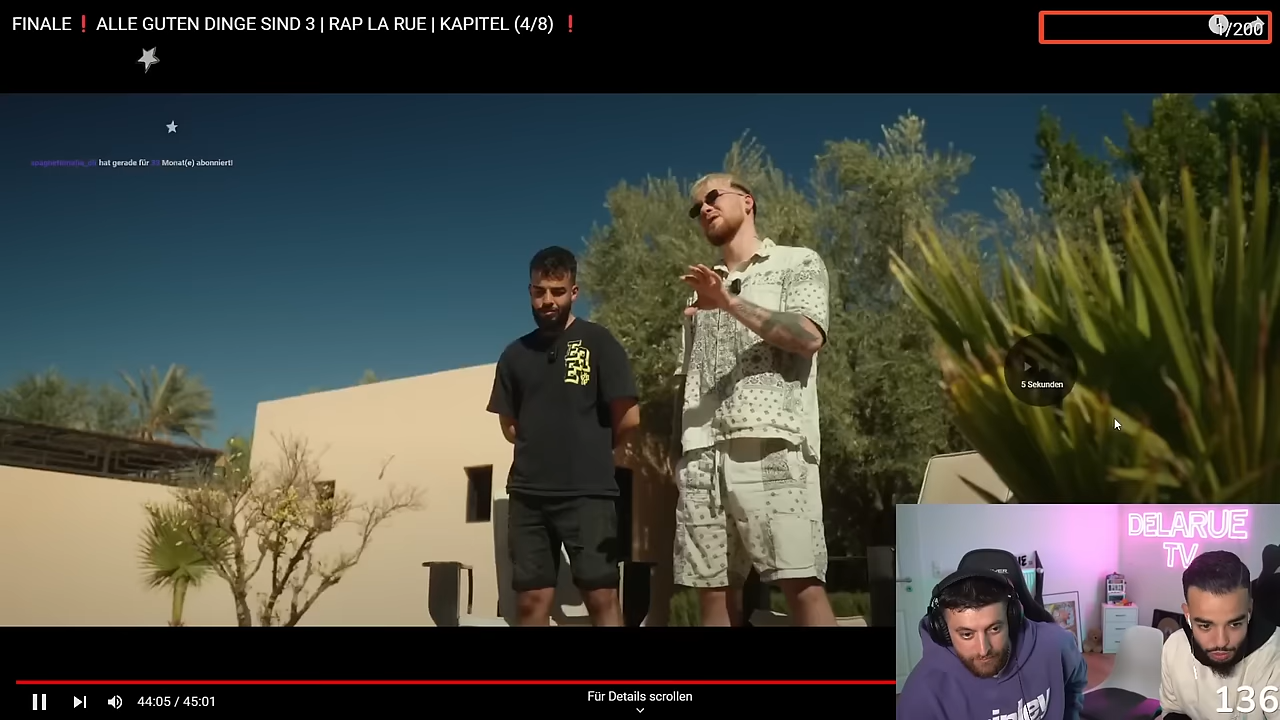 FINALE❗ ALLE GUTEN DINGE SIND 3 | RAP LA RUE | KAPITEL (4/8) ❗
1/200
hat gerade für Monat(e) abonniert!
5 Sekunden
DELARUE
TV
44:05 / 45:01
Für Details scrollen
136